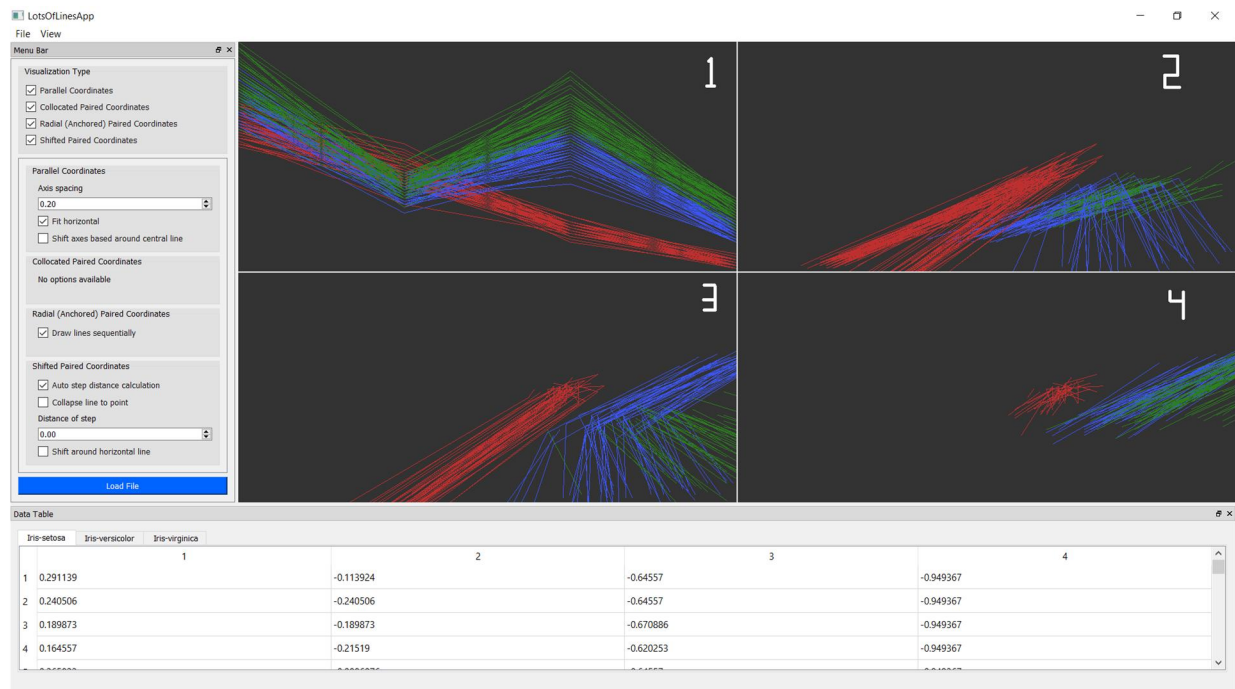 LotsOfLinesApp
File View
Menu Bar
Visualization Type
Parallel Coordinates
Collocated Paired Coordinates
Radial (Anchored) Paired Coordinates
Shifted Paired Coordinates
Parallel Coordinates
Axis spacing
0.20
Fit horizontal
Shift axes based around central line
Collocated Paired Coordinates
No options available
Radial (Anchored) Paired Coordinates
Draw lines sequentially
Shifted Paired Coordinates
Auto step distance calculation
Collapse line to point
Distance of step
0.00
Shift around horizontal line
Load File
1
2
3
4
Data Table
Iris-setosa Iris-versicolor Iris-virginica
1 2 3 4
1 0.291139 -0.113924 -0.64557 -0.949367
2 0.240506 -0.240506 -0.64557 -0.949367
3 0.189873 -0.189873 -0.670886 -0.949367
4 0.164557 -0.21519 -0.620253 -0.949367